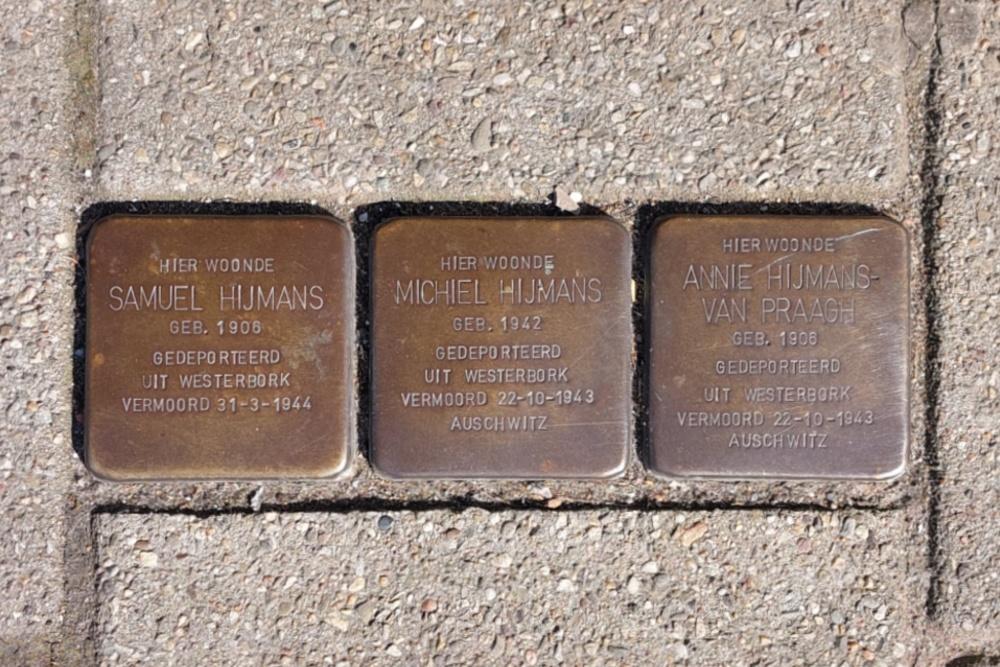 HIER WOONDE
SAMUEL HIJMANS
GEB. 1906
GEDEPORTEERD
UIT WESTERBORK
VERMOORD 31-3-1944
HIER WOONDE
MICHIEL HIJMANS
GEB. 1942
GEDEPORTEERD
UIT WESTERBORK
VERMOORD 22-10-1943
AUSCHWITZ
HIER WOONDE
ANNIE HIJMANS-
VAN PRAAGH
GEB. 1908
GEDEPORTEERD
UIT WESTERBORK
VERMOORD 22-10-1943
AUSCHWITZ